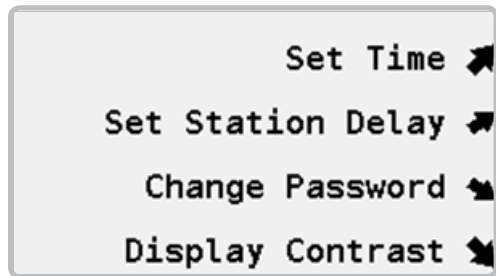 Set Time
Set Station Delay
Change Password
Display Contrast